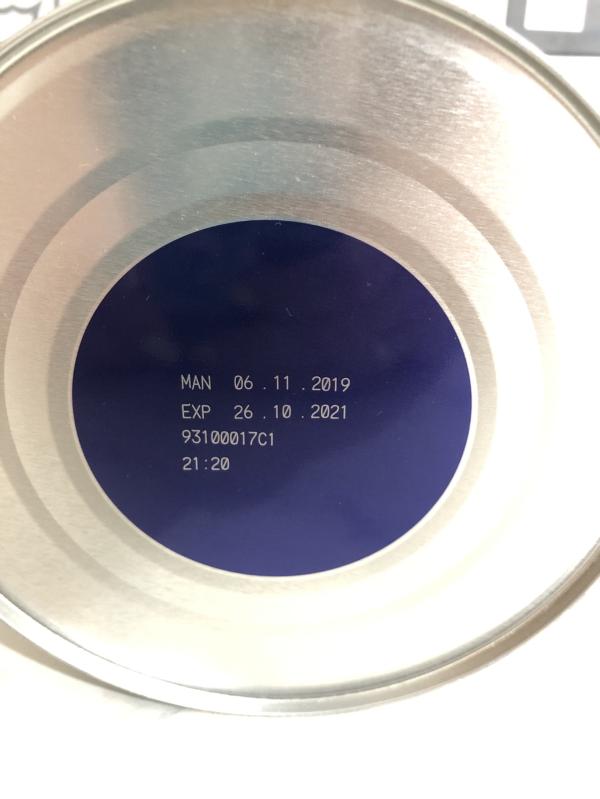 MAN 06 .11 .2019
EXP 26 .10 .2021
93100017C1
21:20